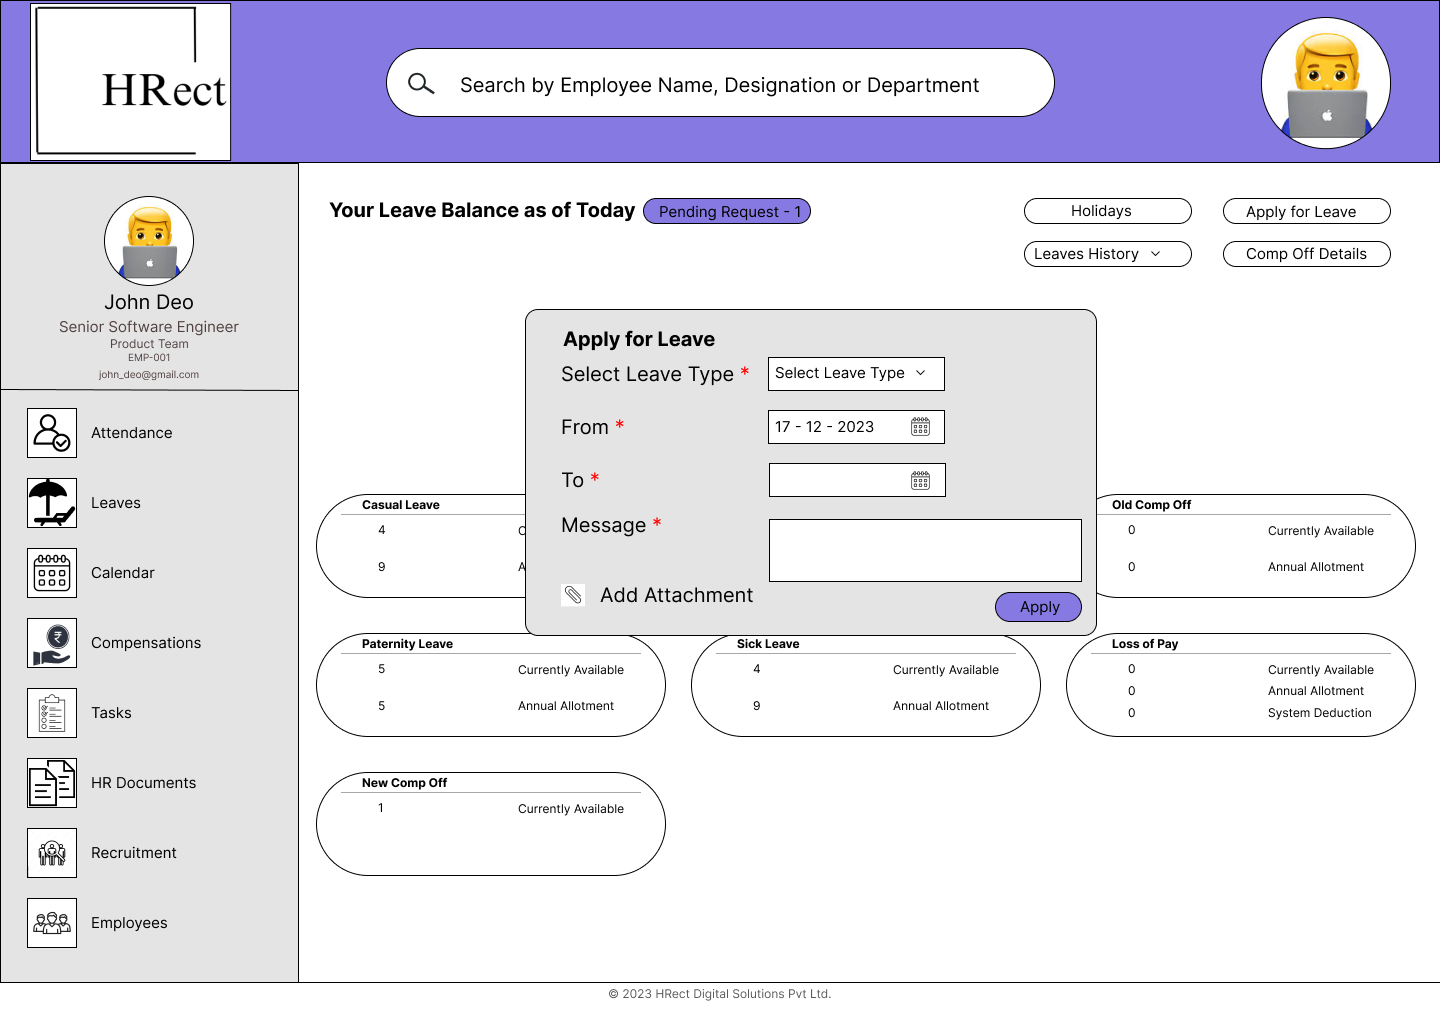 HRect
Search by Employee Name, Designation or Department
John Deo
Senior Software Engineer
Product Team
EMP-001
john_deo@gmail.com
Attendance
Leaves
Calendar
Compensations
Tasks
HR Documents
Recruitment
Employees
Your Leave Balance as of Today
Pending Request - 1
Holidays
Apply for Leave
Leaves History
Comp Off Details
Apply for Leave
Select Leave Type *
Select Leave Type
From *
17 - 12 - 2023
To *
Message *
Add Attachment
Apply
Casual Leave
4
9
Old Comp Off
0 Currently Available
0 Annual Allotment
Paternity Leave
5 Currently Available
5 Annual Allotment
Sick Leave
4 Currently Available
9 Annual Allotment
Loss of Pay
0 Currently Available
0 Annual Allotment
0 System Deduction
New Comp Off
1 Currently Available
© 2023 HRect Digital Solutions Pvt Ltd.